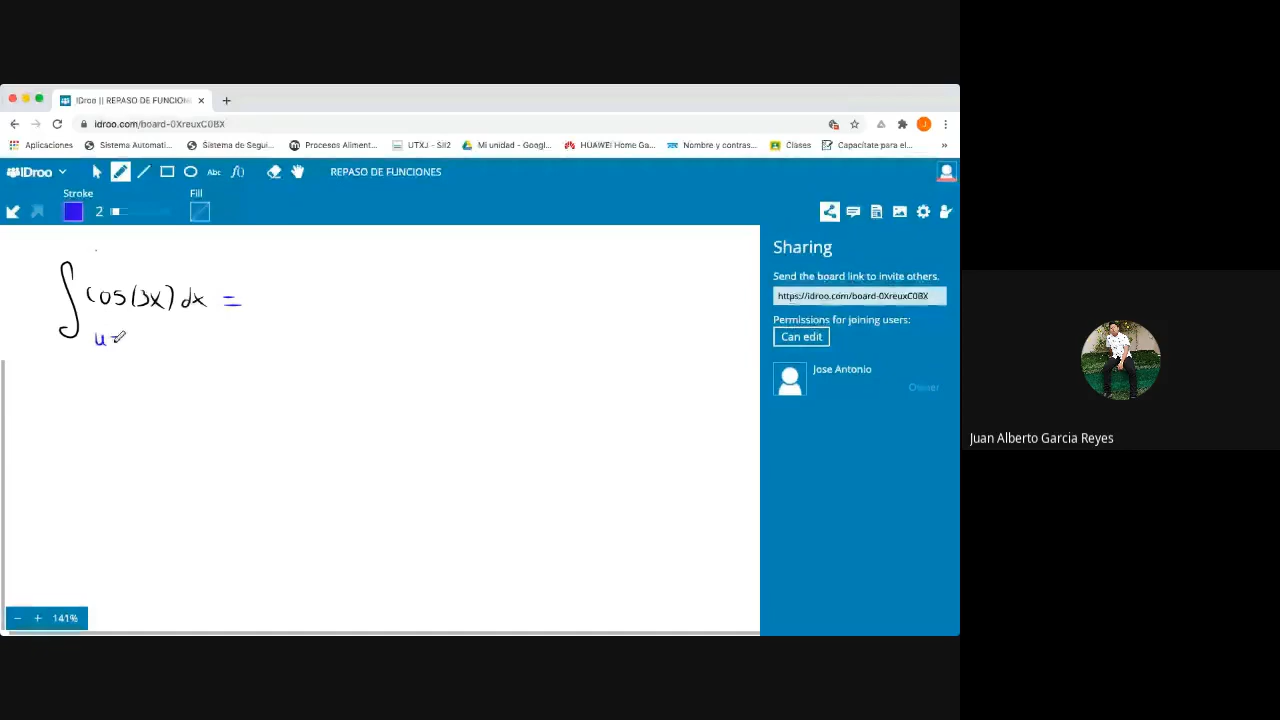 IDroo || REPASO DE FUNCION
idroo.com/board-0XreuxC0BX
Aplicaciones Sistema Automati... Sistema de Segui... Procesos Aliment... UTXJ - SII2 Mi unidad - Googl... HUAWEI Home Ga... Nombre y contras... Clases Capacítate para el... »
IDroo Abc f() REPASO DE FUNCIONES
Stroke Fill
2
Sharing
Send the board link to invite others.
https://idroo.com/board-0XreuxC0BX
Permissions for joining users:
Can edit
Jose Antonio
Owner
∫cos(3x)dx =
u=
Juan Alberto Garcia Reyes
− + 141%